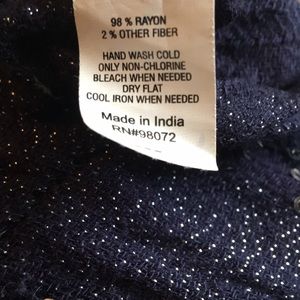 98 % RAYON
2 % OTHER FIBER
HAND WASH COLD
ONLY NON-CHLORINE
BLEACH WHEN NEEDED
DRY FLAT
COOL IRON WHEN NEEDED
Made in India
RN#98072